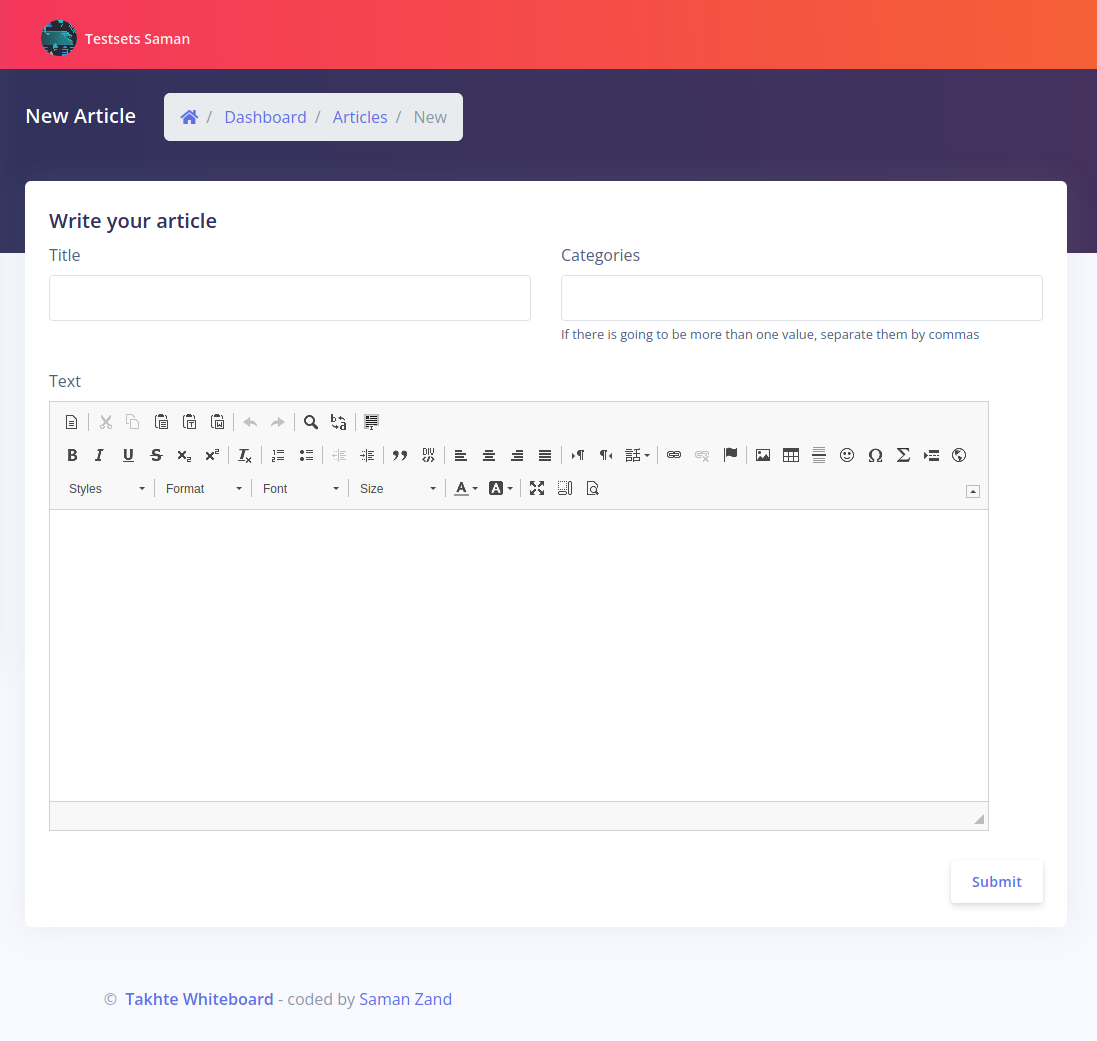 Testsets Saman
New Article
/ Dashboard / Articles / New
Write your article
Title
Categories
If there is going to be more than one value, separate them by commas
Text
Styles Format Font Size
Submit
© Takhte Whiteboard - coded by Saman Zand